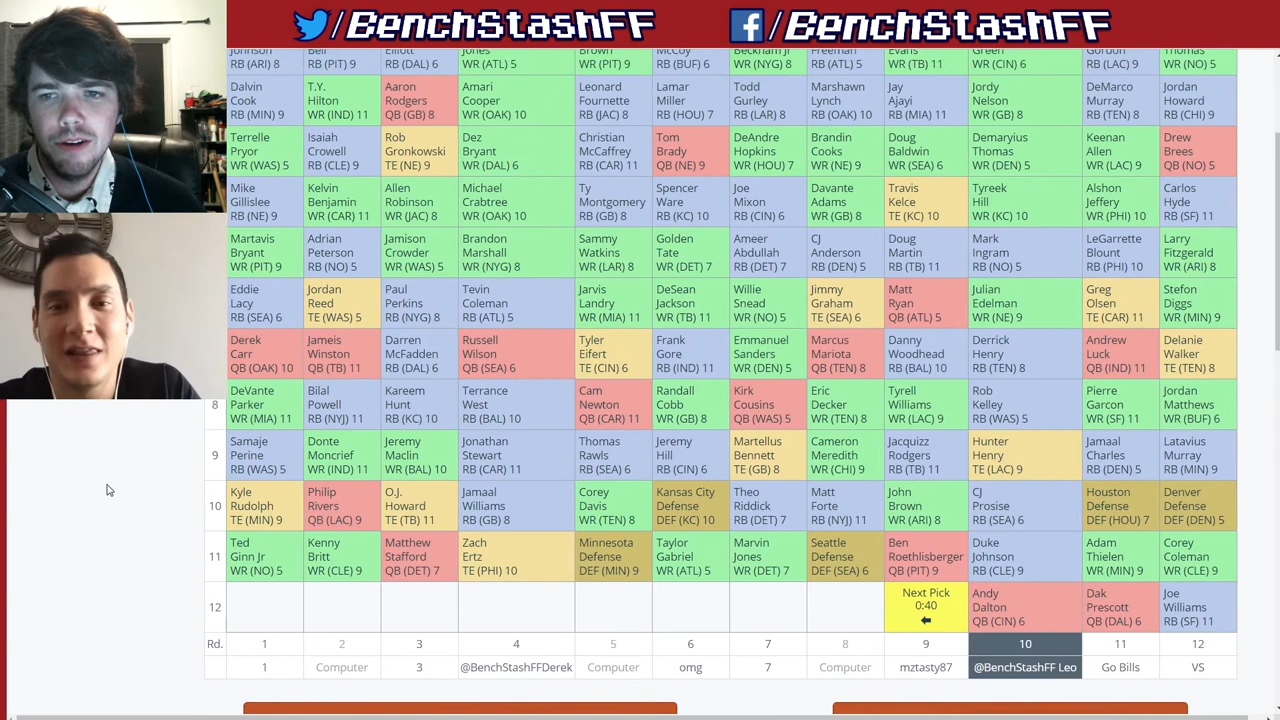 /BenchStashFF /BenchStashFF
Johnson Bell Elliott Jones Brown McCoy Beckham Jr Freeman Evans Green Gordon Thomas
RB (ARI) 8 RB (PIT) 9 RB (DAL) 6 WR (ATL) 5 WR (PIT) 9 RB (BUF) 6 WR (NYG) 8 RB (ATL) 5 WR (TB) 11 WR (CIN) 6 RB (LAC) 9 WR (NO) 5
Dalvin T.Y. Aaron Amari Leonard Lamar Todd Marshawn Jay Jordy DeMarco Jordan
Cook Hilton Rodgers Cooper Fournette Miller Gurley Lynch Ajayi Nelson Murray Howard
RB (MIN) 9 WR (IND) 11 QB (GB) 8 WR (OAK) 10 RB (JAC) 8 RB (HOU) 7 RB (LAR) 8 RB (OAK) 10 RB (MIA) 11 WR (GB) 8 RB (TEN) 8 RB (CHI) 9
Terrelle Isaiah Rob Dez Christian Tom DeAndre Brandin Doug Demaryius Keenan Drew
Pryor Crowell Gronkowski Bryant McCaffrey Brady Hopkins Cooks Baldwin Thomas Allen Brees
WR (WAS) 5 RB (CLE) 9 TE (NE) 9 WR (DAL) 6 RB (CAR) 11 QB (NE) 9 WR (HOU) 7 WR (NE) 9 WR (SEA) 6 WR (DEN) 5 WR (LAC) 9 QB (NO) 5
Mike Kelvin Allen Michael Ty Spencer Joe Davante Travis Tyreek Alshon Carlos
Gillislee Benjamin Robinson Crabtree Montgomery Ware Mixon Adams Kelce Hill Jeffery Hyde
RB (NE) 9 WR (CAR) 11 WR (JAC) 8 WR (OAK) 10 RB (GB) 8 RB (KC) 10 RB (CIN) 6 WR (GB) 8 TE (KC) 10 WR (KC) 10 WR (PHI) 10 RB (SF) 11
Martavis Adrian Jamison Brandon Sammy Golden Ameer CJ Doug Mark LeGarrette Larry
Bryant Peterson Crowder Marshall Watkins Tate Abdullah Anderson Martin Ingram Blount Fitzgerald
WR (PIT) 9 RB (NO) 5 WR (WAS) 5 WR (NYG) 8 WR (LAR) 8 WR (DET) 7 RB (DET) 7 RB (DEN) 5 RB (TB) 11 RB (NO) 5 RB (PHI) 10 WR (ARI) 8
Eddie Jordan Paul Tevin Jarvis DeSean Willie Jimmy Matt Julian Greg Stefon
Lacy Reed Perkins Coleman Landry Jackson Snead Graham Ryan Edelman Olsen Diggs
RB (SEA) 6 TE (WAS) 5 RB (NYG) 8 RB (ATL) 5 WR (MIA) 11 WR (TB) 11 WR (NO) 5 TE (SEA) 6 QB (ATL) 5 WR (NE) 9 TE (CAR) 11 WR (MIN) 9
Derek Jameis Darren Russell Tyler Frank Emmanuel Marcus Danny Derrick Andrew Delanie
Carr Winston McFadden Wilson Eifert Gore Sanders Mariota Woodhead Henry Luck Walker
QB (OAK) 10 QB (TB) 11 RB (DAL) 6 QB (SEA) 6 TE (CIN) 6 RB (IND) 11 WR (DEN) 5 QB (TEN) 8 RB (BAL) 10 RB (TEN) 8 QB (IND) 11 TE (TEN) 8
DeVante Bilal Kareem Terrance Cam Randall Kirk Eric Tyrell Rob Pierre Jordan
8 Parker Powell Hunt West Newton Cobb Cousins Decker Williams Kelley Garcon Matthews
WR (MIA) 11 RB (NYJ) 11 RB (KC) 10 RB (BAL) 10 QB (CAR) 11 WR (GB) 8 QB (WAS) 5 WR (TEN) 8 WR (LAC) 9 RB (WAS) 5 WR (SF) 11 WR (BUF) 6
Samaje Donte Jeremy Jonathan Thomas Jeremy Martellus Cameron Jacquizz Hunter Jamaal Latavius
9 Perine Moncrief Maclin Stewart Rawls Hill Bennett Meredith Rodgers Henry Charles Murray
RB (WAS) 5 WR (IND) 11 WR (BAL) 10 RB (CAR) 11 RB (SEA) 6 RB (CIN) 6 TE (GB) 8 WR (CHI) 9 RB (TB) 11 TE (LAC) 9 RB (DEN) 5 RB (MIN) 9
Kyle Philip O.J. Jamaal Corey Kansas City Theo Matt John CJ Houston Denver
10 Rudolph Rivers Howard Williams Davis Defense Riddick Forte Brown Prosise Defense Defense
TE (MIN) 9 QB (LAC) 9 TE (TB) 11 RB (GB) 8 WR (TEN) 8 DEF (KC) 10 RB (DET) 7 RB (NYJ) 11 WR (ARI) 8 RB (SEA) 6 DEF (HOU) 7 DEF (DEN) 5
Ted Kenny Matthew Zach Minnesota Taylor Marvin Seattle Ben Duke Adam Corey
11 Ginn Jr Britt Stafford Ertz Defense Gabriel Jones Defense Roethlisberger Johnson Thielen Coleman
WR (NO) 5 WR (CLE) 9 QB (DET) 7 TE (PHI) 10 DEF (MIN) 9 WR (ATL) 5 WR (DET) 7 DEF (SEA) 6 QB (PIT) 9 RB (CLE) 9 WR (MIN) 9 WR (CLE) 9
Next Pick Andy Dak Joe
12 0:40 Dalton Prescott Williams
QB (CIN) 6 QB (DAL) 6 RB (SF) 11
Rd. 1 2 3 4 5 6 7 8 9 10 11 12
1 Computer 3 @BenchStashFFDerek Computer omg 7 Computer mztasty87 @BenchStashFF Leo Go Bills VS